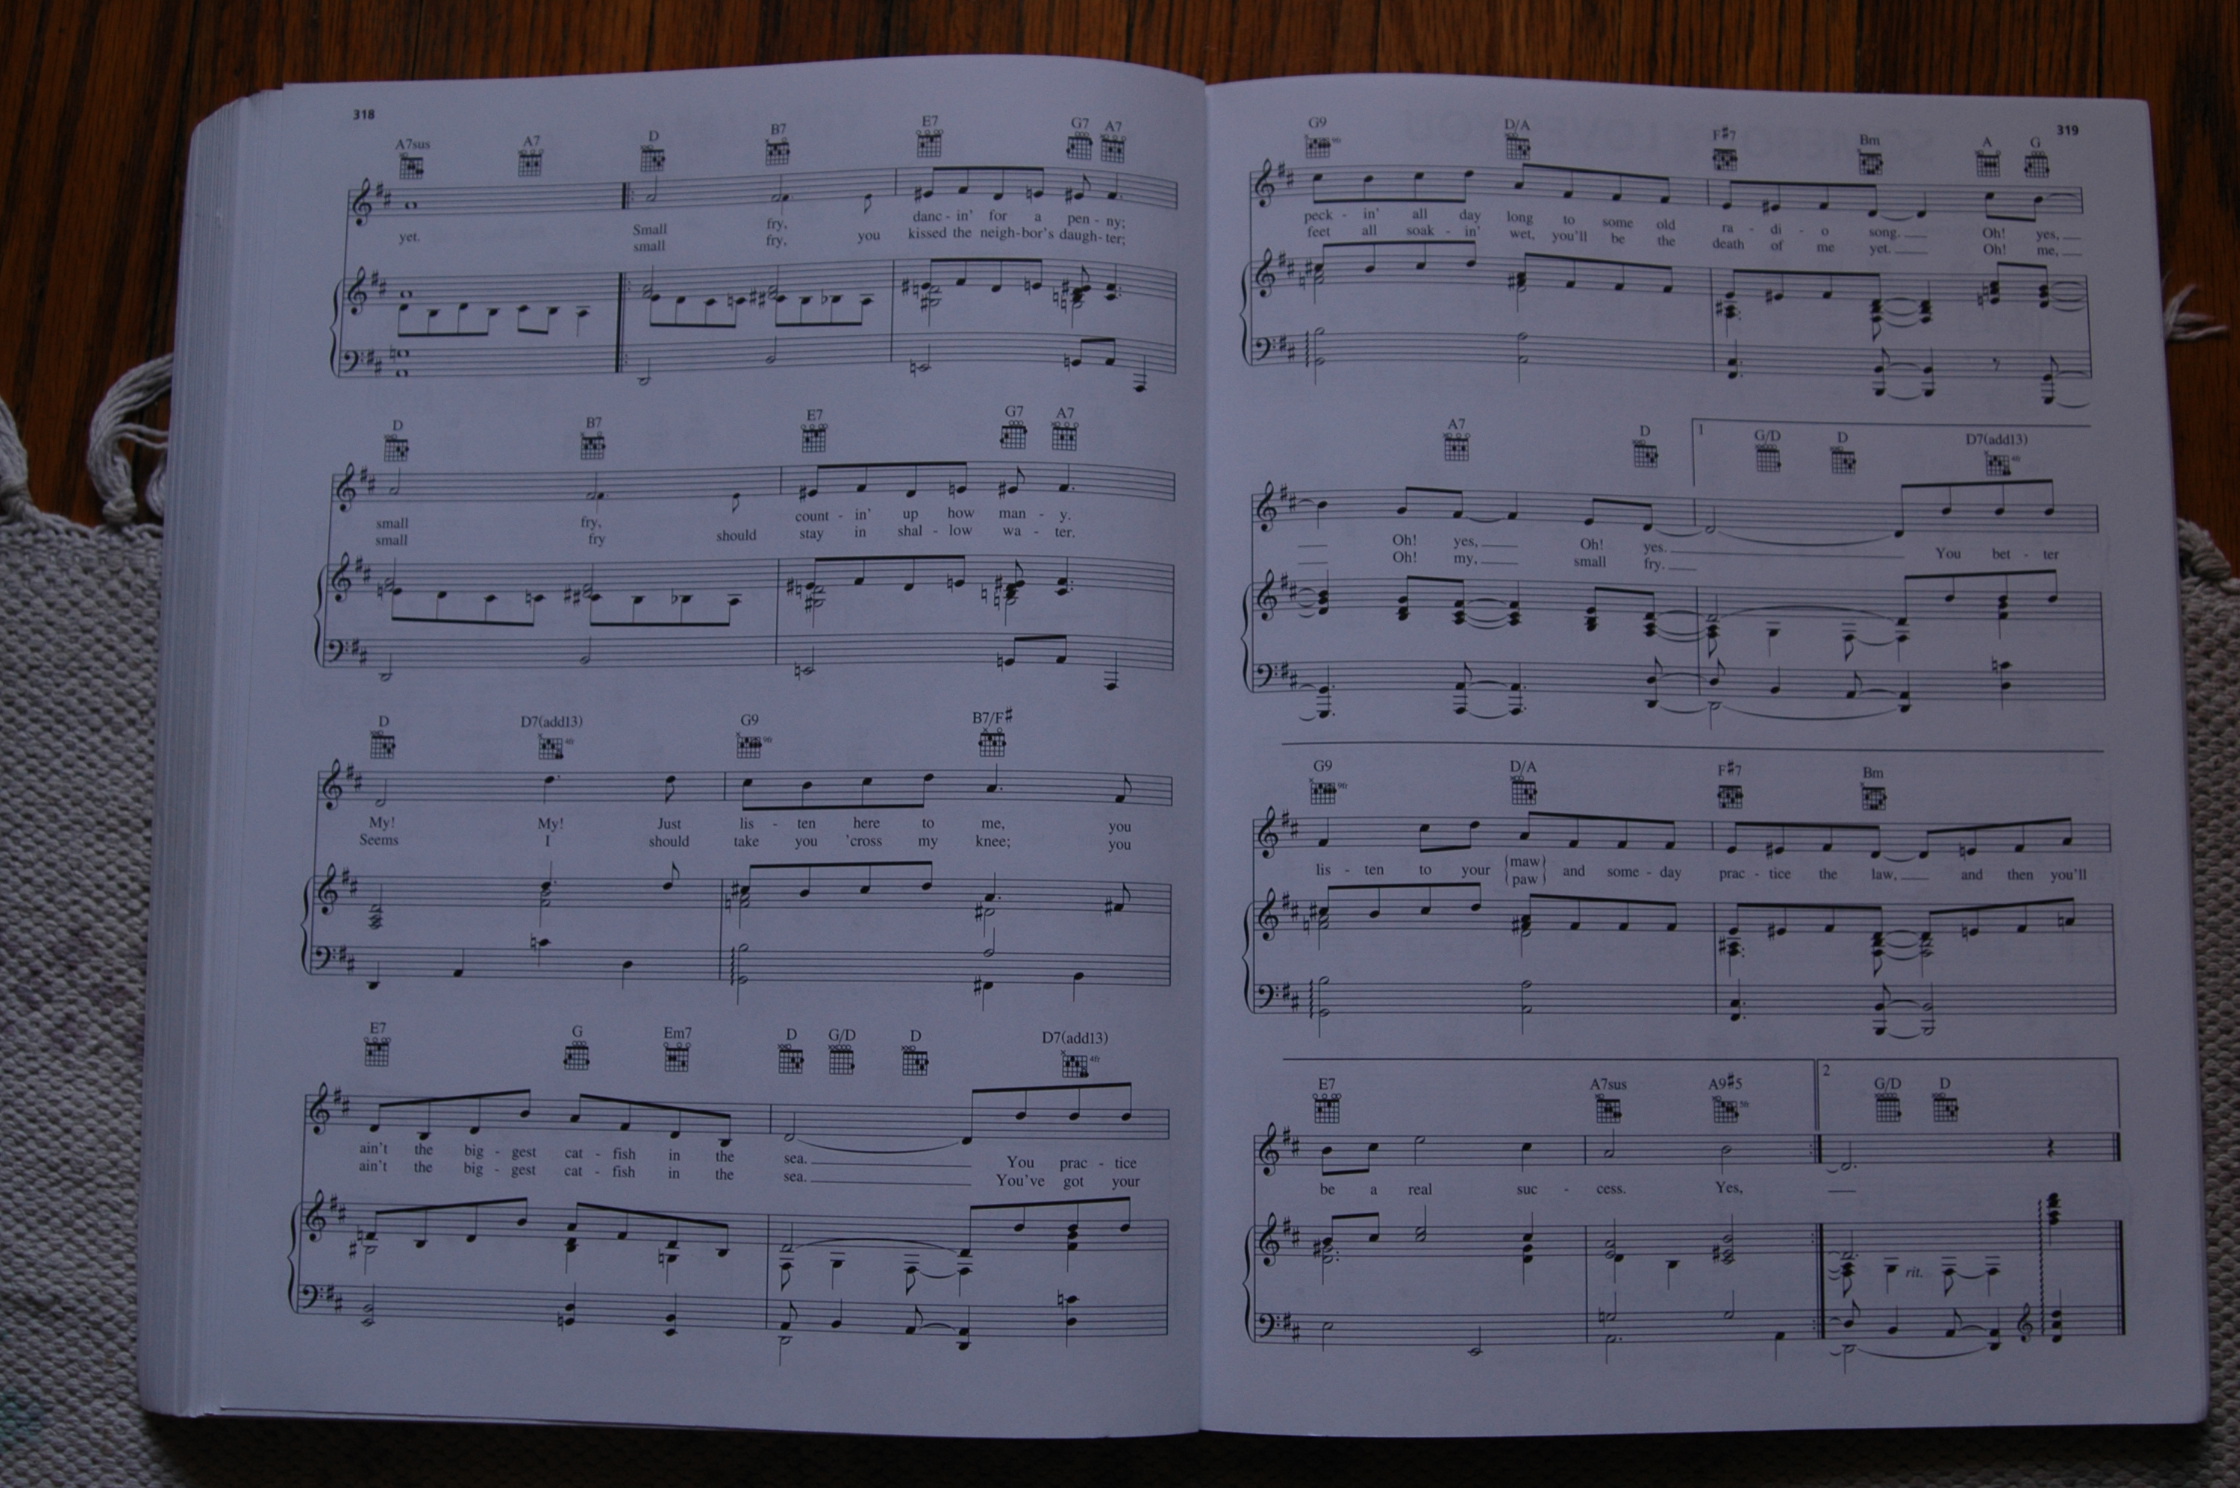 318
A7sus A7 D B7 E7 G7 A7
Small fry, danc - in' for a pen - ny;
yet. small fry, you kissed the neigh-bor's daugh-ter;
D B7 E7 G7 A7
small fry, count - in' up how man - y.
small fry should stay in shal - low wa - ter.
D D7(add13) G9 B7/F#
My! My! Just lis - ten here to me, you
Seems I should take you 'cross my knee; you
E7 G Em7 D G/D D D7(add13)
4fr
ain't the big - gest cat - fish in the sea. You prac - tice
ain't the big - gest cat - fish in the sea. You've got your
319
G9 D/A F#7 Bm A G
peck - in' all day long to some old ra - di - o song. Oh! yes,
feet all soak - in' wet, you'll be the death of me yet. Oh! me,
A7 D 1 G/D D D7(add13)
4fr
Oh! yes, Oh! yes. You bet - ter
Oh! my, small fry.
G9 D/A F#7 Bm
9fr
lis - ten to your {maw} and some - day prac - tice the law, and then you'll
{paw}
E7 A7sus A9#5 2 G/D D
5fr
be a real suc - cess. Yes,
rit.